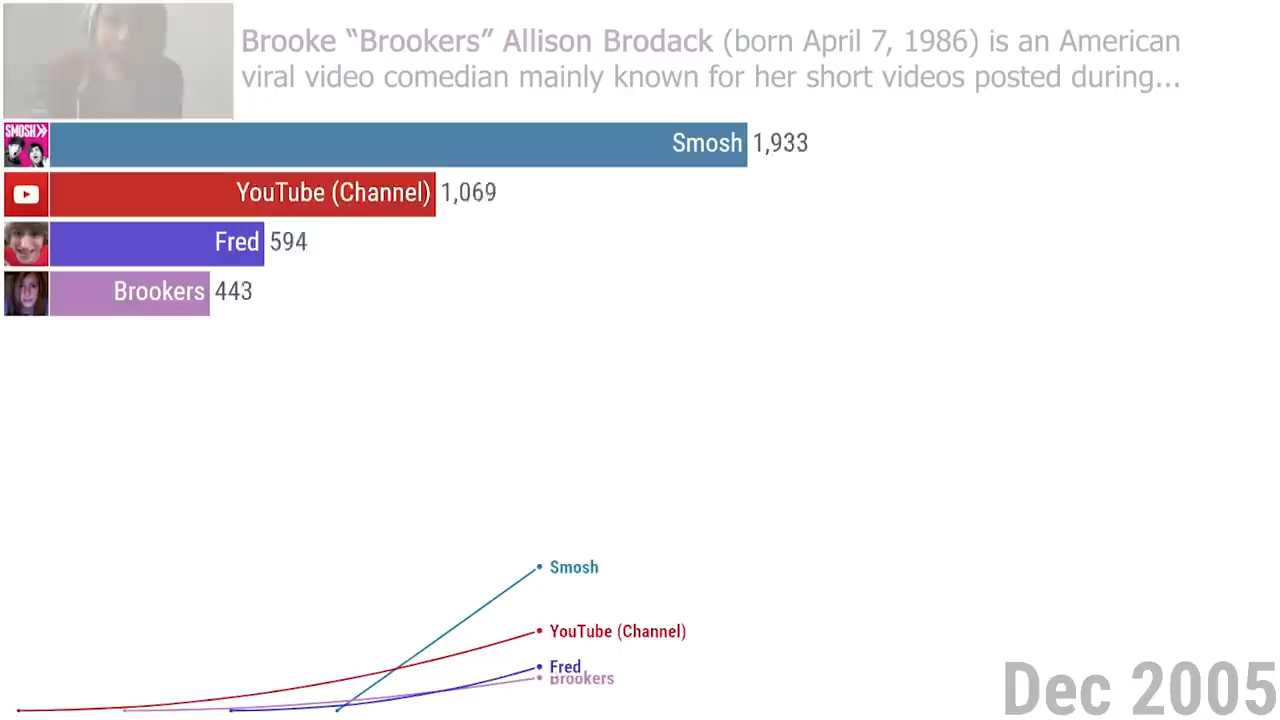 Brooke “Brookers” Allison Brodack (born April 7, 1986) is an American
viral video comedian mainly known for her short videos posted during...
SMOSH
Smosh 1,933
YouTube (Channel) 1,069
Fred 594
Brookers 443
Smosh
YouTube (Channel)
Fred
Brookers
Dec 2005